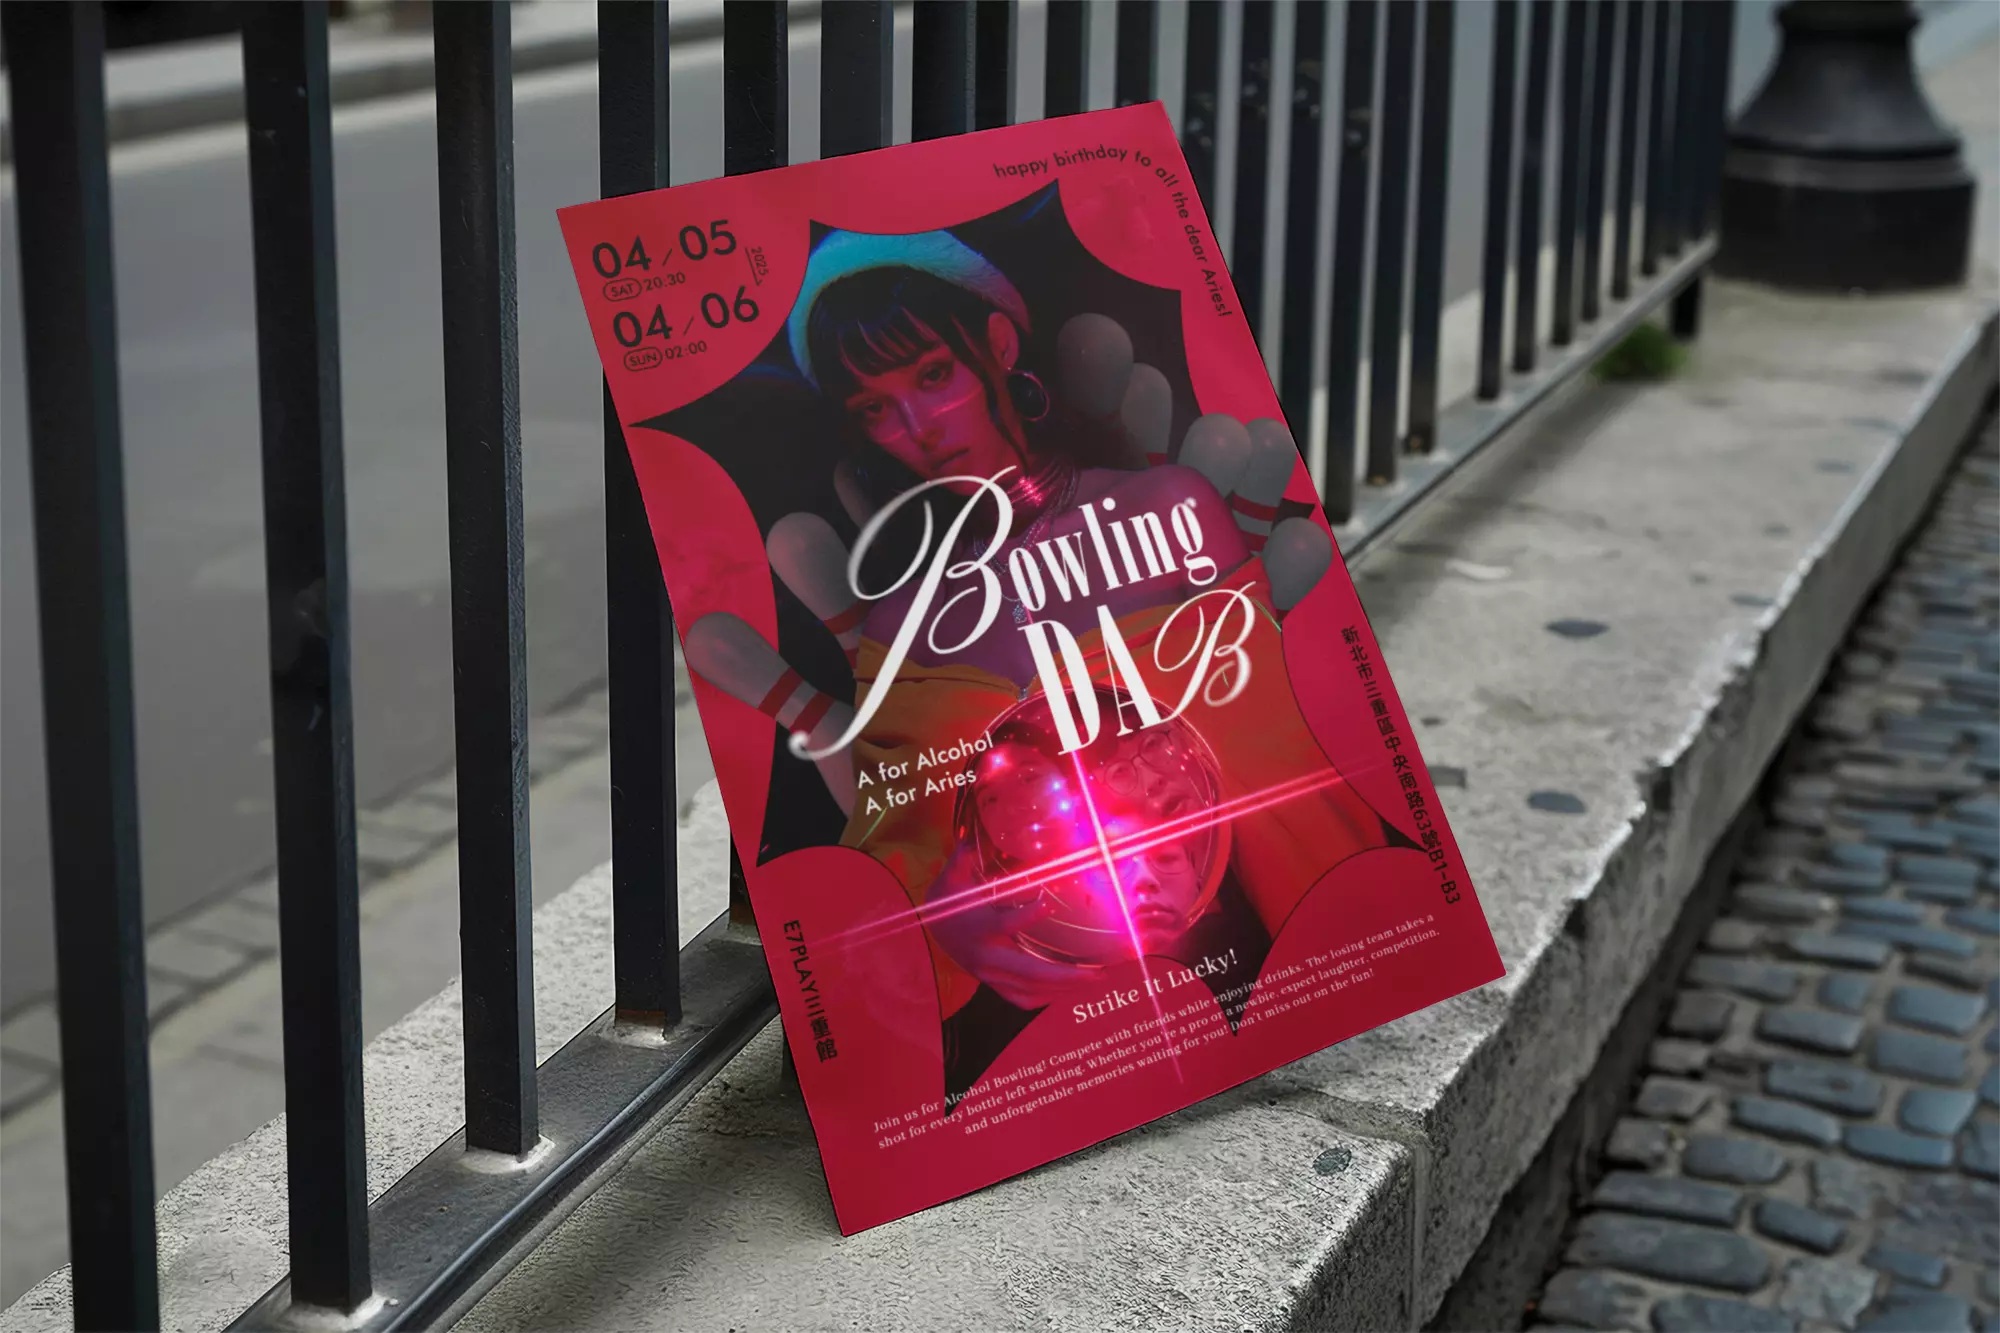 happy birthday to all the dear Aries!
04/05
2025
SAT 20:30
04/06
SUN 02:00
Bowling
DAB
A for Alcohol
A for Aries
新北市三重區中央南路63號B1-B3
E7PLAY三重館
Strike It Lucky!
Join us for Alcohol Bowling! Compete with friends while enjoying drinks. The losing team takes a
shot for every bottle left standing. Whether you're a pro or a newbie, expect laughter, competition,
and unforgettable memories waiting for you! Don't miss out on the fun!